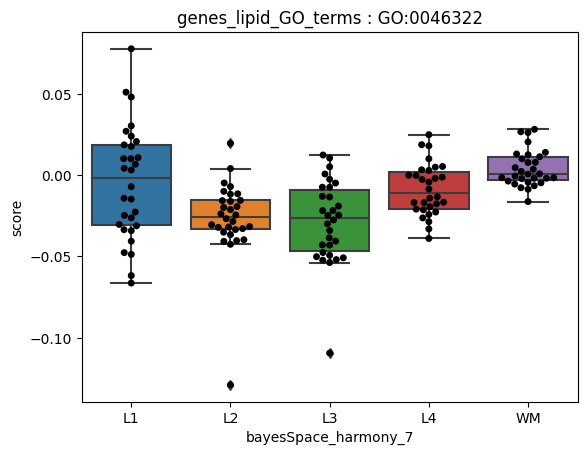 genes_lipid_GO_terms : GO:0046322
score
0.05
0.00
−0.05
−0.10
L1 L2 L3 L4 WM
bayesSpace_harmony_7